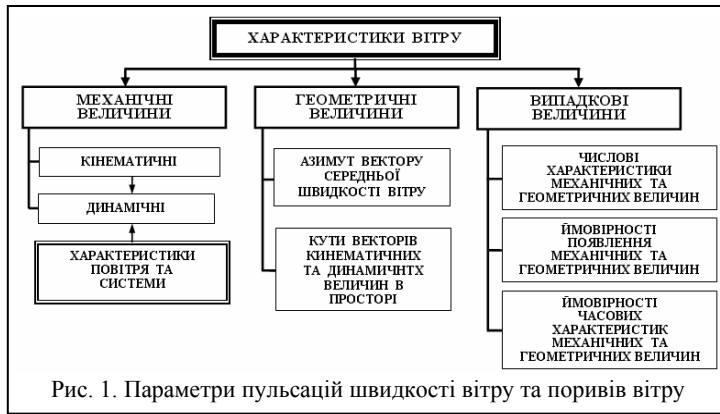 ХАРАКТЕРИСТИКИ ВІТРУ
МЕХАНІЧНІ
ВЕЛИЧИНИ
КІНЕМАТИЧНІ
ДИНАМІЧНІ
ХАРАКТЕРИСТИКИ
ПОВІТРЯ ТА
СИСТЕМИ
ГЕОМЕТРИЧНІ
ВЕЛИЧИНИ
АЗИМУТ ВЕКТОРУ
СЕРЕДНЬОЇ
ШВИДКОСТІ ВІТРУ
КУТИ ВЕКТОРІВ
КИНЕМАТИЧНИХ
ТА ДИНАМИЧНТХ
ВЕЛИЧИН В
ПРОСТОРІ
ВИПАДКОВІ
ВЕЛИЧИНИ
ЧИСЛОВІ
ХАРАКТЕРИСТИКИ
МЕХАНІЧНИХ ТА
ГЕОМЕТРИЧНИХ ВЕЛИЧИН
ЙМОВІРНОСТІ
ПОЯВЛЕННЯ
МЕХАНІЧНИХ ТА
ГЕОМЕТРИЧНИХ ВЕЛИЧИН
ЙМОВІРНОСТІ
ЧАСОВИХ
ХАРАКТЕРИСТИК
МЕХАНІЧНИХ ТА
ГЕОМЕТРИЧНИХ ВЕЛИЧИН
Рис. 1. Параметри пульсацій швидкості вітру та поривів вітру